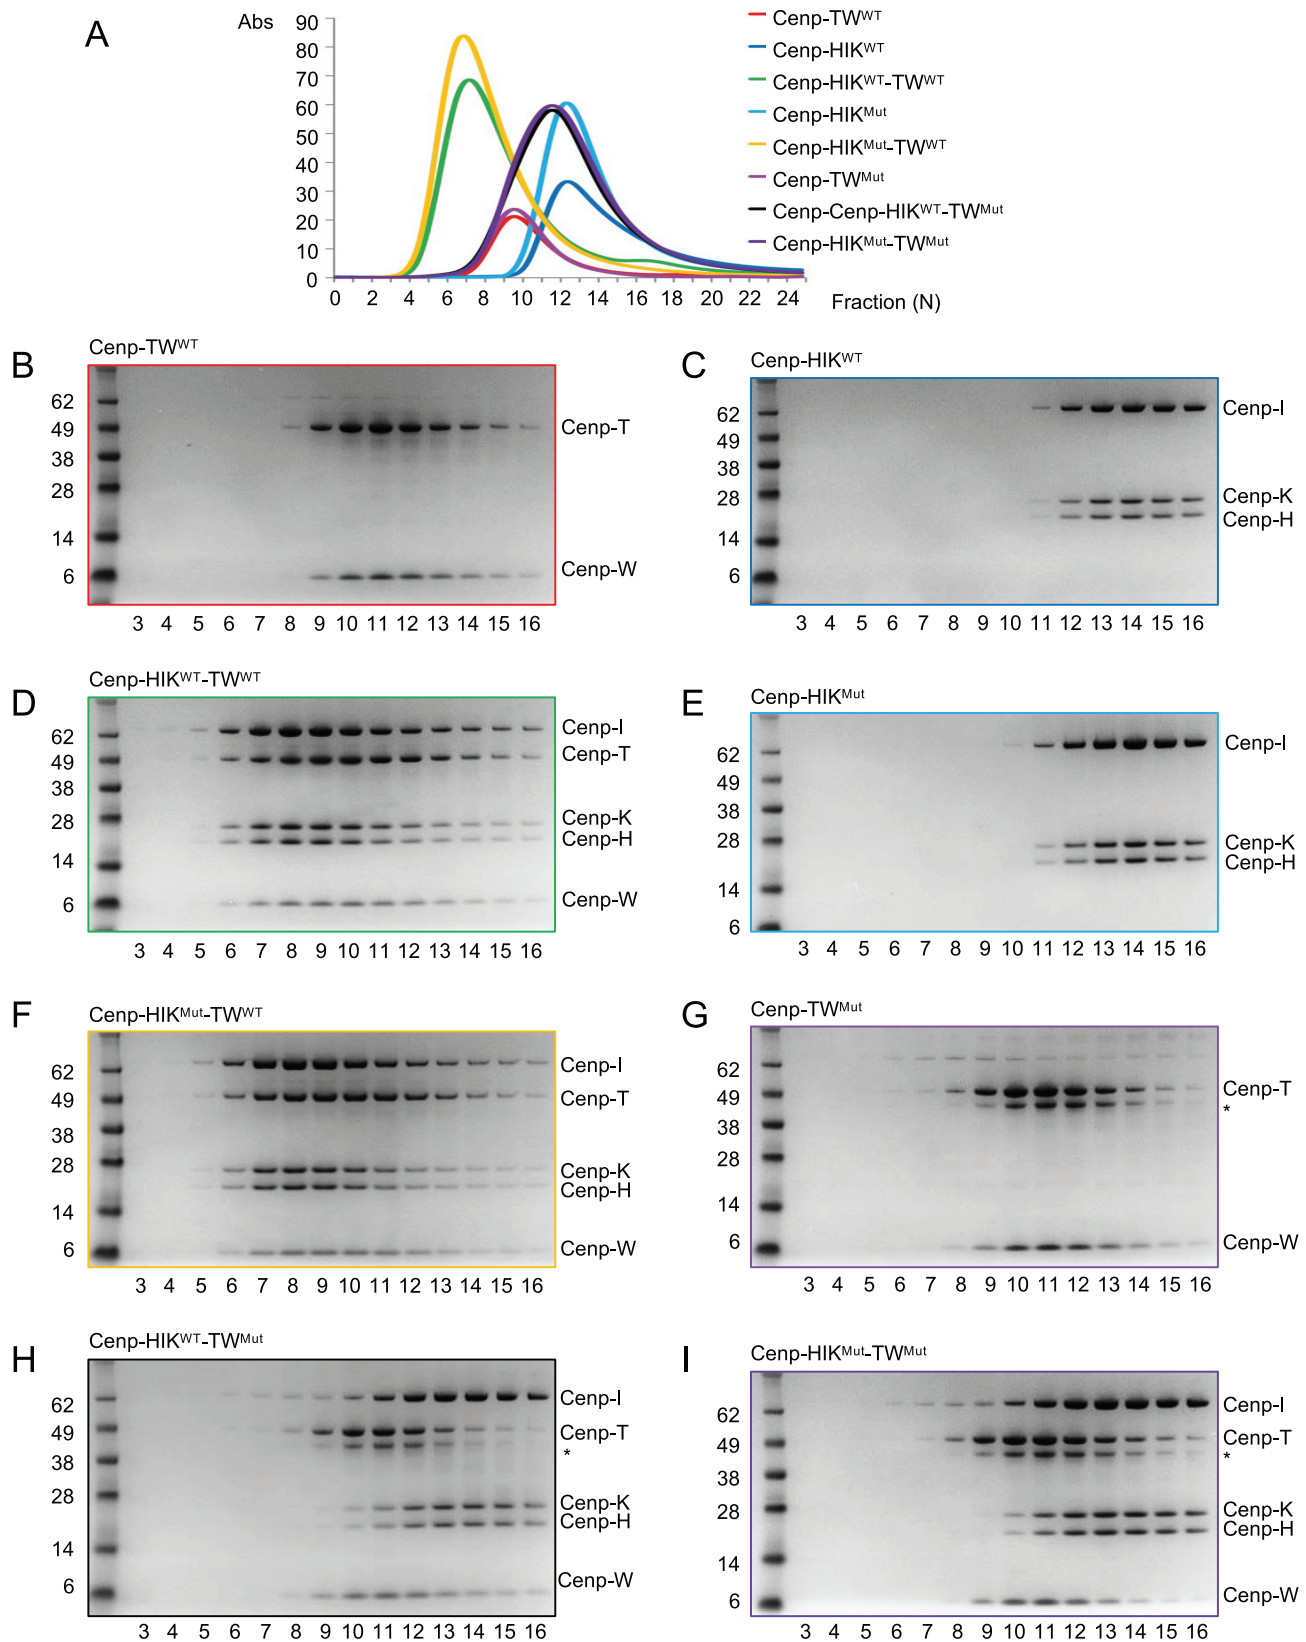 A
Abs
90
80
70
60
50
40
30
20
10
0
0 2 4 6 8 10 12 14 16 18 20 22 24
Fraction (N)
Cenp-TWWT
Cenp-HIKWT
Cenp-HIKWT-TWWT
Cenp-HIKMut
Cenp-HIKMut-TWWT
Cenp-TWMut
Cenp-Cenp-HIKWT-TWMut
Cenp-HIKMut-TWMut
B
Cenp-TWWT
62
49
38
28
14
6
Cenp-T
Cenp-W
3 4 5 6 7 8 9 10 11 12 13 14 15 16
C
Cenp-HIKWT
62
49
38
28
14
6
Cenp-I
Cenp-K
Cenp-H
3 4 5 6 7 8 9 10 11 12 13 14 15 16
D
Cenp-HIKWT-TWWT
62
49
38
28
14
6
Cenp-I
Cenp-T
Cenp-K
Cenp-H
Cenp-W
3 4 5 6 7 8 9 10 11 12 13 14 15 16
E
Cenp-HIKMut
62
49
38
28
14
6
Cenp-I
Cenp-K
Cenp-H
3 4 5 6 7 8 9 10 11 12 13 14 15 16
F
Cenp-HIKMut-TWWT
62
49
38
28
14
6
Cenp-I
Cenp-T
Cenp-K
Cenp-H
Cenp-W
3 4 5 6 7 8 9 10 11 12 13 14 15 16
G
Cenp-TWMut
62
49
38
28
14
6
Cenp-T
*
Cenp-W
3 4 5 6 7 8 9 10 11 12 13 14 15 16
H
Cenp-HIKWT-TWMut
62
49
38
28
14
6
Cenp-I
Cenp-T
*
Cenp-K
Cenp-H
Cenp-W
3 4 5 6 7 8 9 10 11 12 13 14 15 16
I
Cenp-HIKMut-TWMut
62
49
38
28
14
6
Cenp-I
Cenp-T
*
Cenp-K
Cenp-H
Cenp-W
3 4 5 6 7 8 9 10 11 12 13 14 15 16